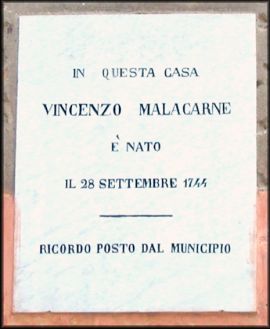 IN QUESTA CASA
VINCENZO MALACARNE
È NATO
IL 28 SETTEMBRE 1744
RICORDO POSTO DAL MUNICIPIO